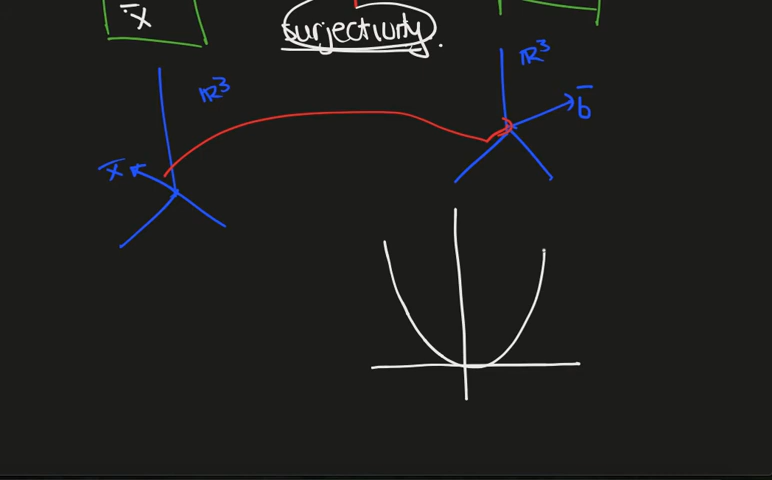 x̄
surjectivity.
ℝ³
ℝ³
b̄
x̄